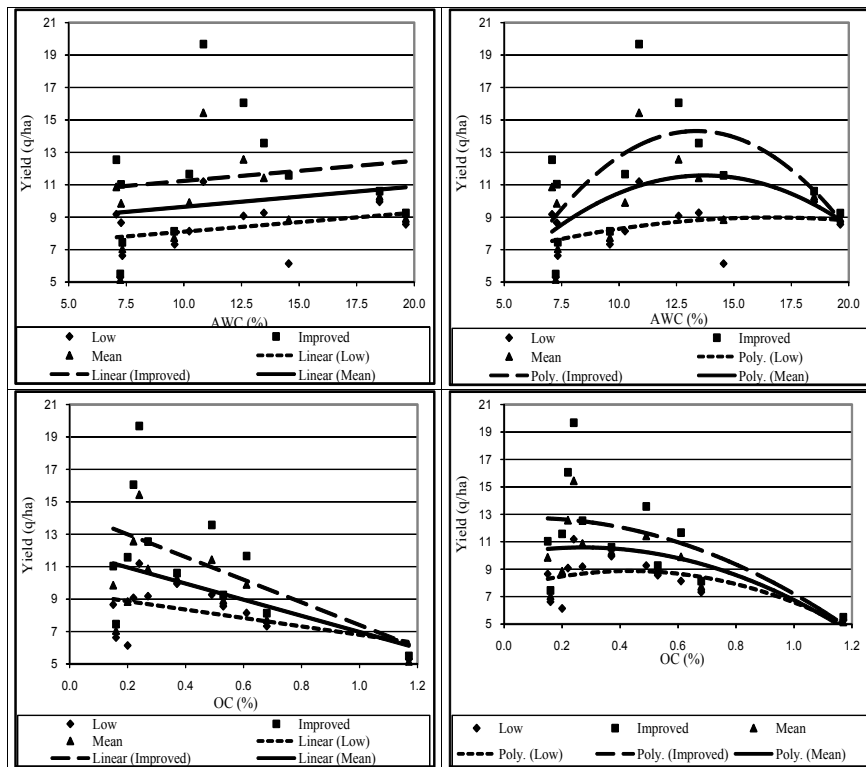 21
19
17
15
13
11
9
7
5
Yield (q/ha)
5.0 7.5 10.0 12.5 15.0 17.5 20.0
AWC (%)
Low Improved
Mean Linear (Low)
Linear (Improved) Linear (Mean)
21
19
17
15
13
11
9
7
5
Yield (q/ha)
5.0 7.5 10.0 12.5 15.0 17.5 20.0
AWC (%)
Low Improved
Mean Poly. (Low)
Poly. (Improved) Poly. (Mean)
21
19
17
15
13
11
9
7
5
Yield (q/ha)
0.0 0.2 0.4 0.6 0.8 1.0 1.2
OC (%)
Low Improved
Mean Linear (Low)
Linear (Improved) Linear (Mean)
21
19
17
15
13
11
9
7
5
Yield (q/ha)
0.0 0.2 0.4 0.6 0.8 1.0 1.2
OC (%)
Low Improved Mean
Poly. (Low) Poly. (Improved) Poly. (Mean)